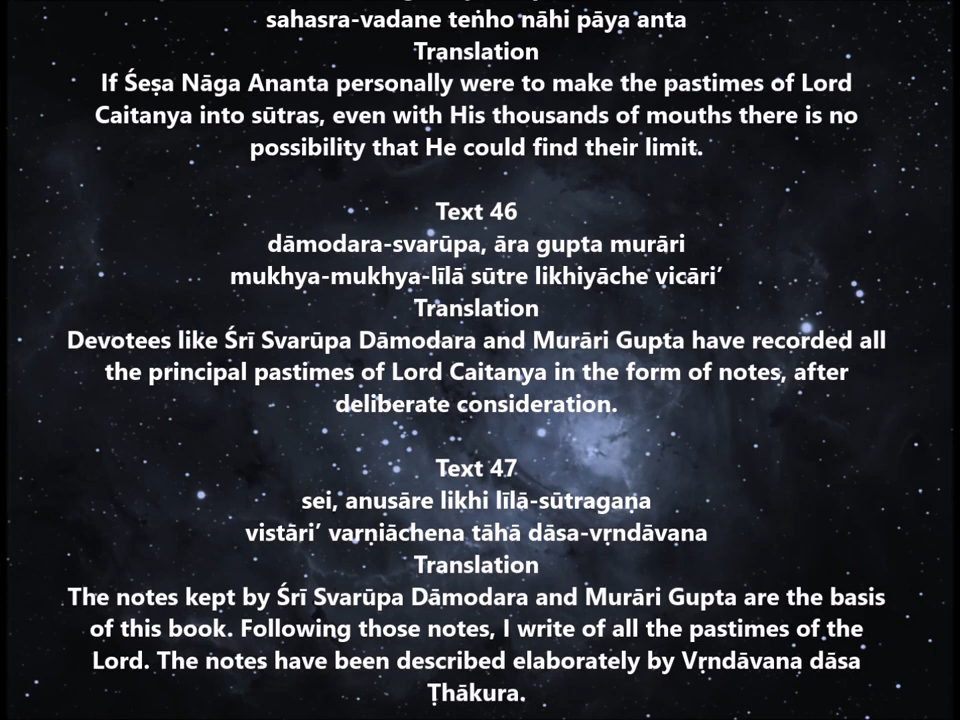 sahasra-vadane teṅho nāhi pāya anta
Translation
If Śeṣa Nāga Ananta personally were to make the pastimes of Lord
Caitanya into sūtras, even with His thousands of mouths there is no
possibility that He could find their limit.
Text 46
dāmodara-svarūpa, āra gupta murāri
mukhya-mukhya-līlā sūtre likhiyāche vicāri’
Translation
Devotees like Śrī Svarūpa Dāmodara and Murāri Gupta have recorded all
the principal pastimes of Lord Caitanya in the form of notes, after
deliberate consideration.
Text 47
sei, anusāre likhi līlā-sūtragaṇa
vistāri’ varṇiāchena tāhā dāsa-vṛndāvana
Translation
The notes kept by Śrī Svarūpa Dāmodara and Murāri Gupta are the basis
of this book. Following those notes, I write of all the pastimes of the
Lord. The notes have been described elaborately by Vṛndāvana dāsa
Ṭhākura.